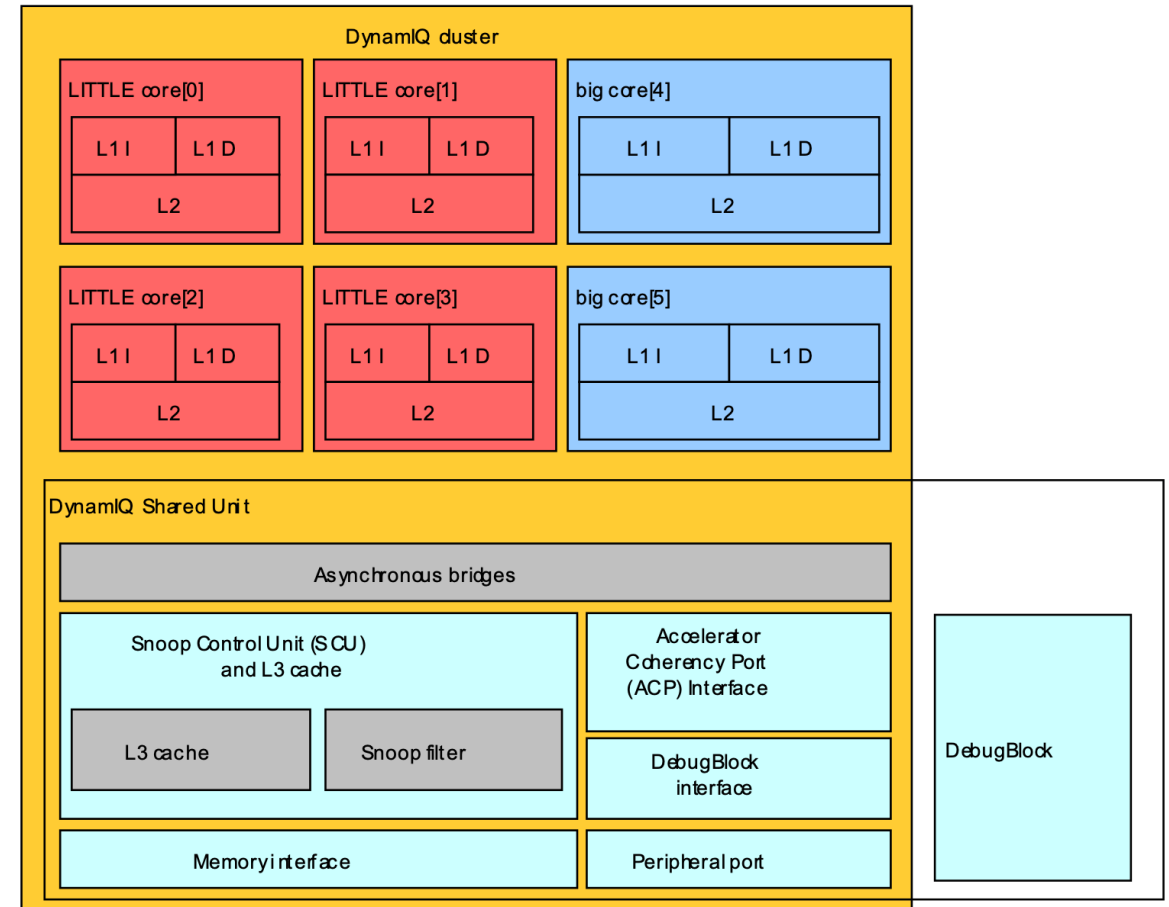 DynamIQ cluster
LITTLE core[0]
L1 I
L1 D
L2
LITTLE core[1]
L1 I
L1 D
L2
big core[4]
L1 I
L1 D
L2
LITTLE core[2]
L1 I
L1 D
L2
LITTLE core[3]
L1 I
L1 D
L2
big core[5]
L1 I
L1 D
L2
DynamIQ Shared Unit
Asynchronous bridges
Snoop Control Unit (SCU)
and L3 cache
L3 cache
Snoop filter
Accelerator
Coherency Port
(ACP) Interface
DebugBlock
interface
Memory interface
Peripheral port
DebugBlock